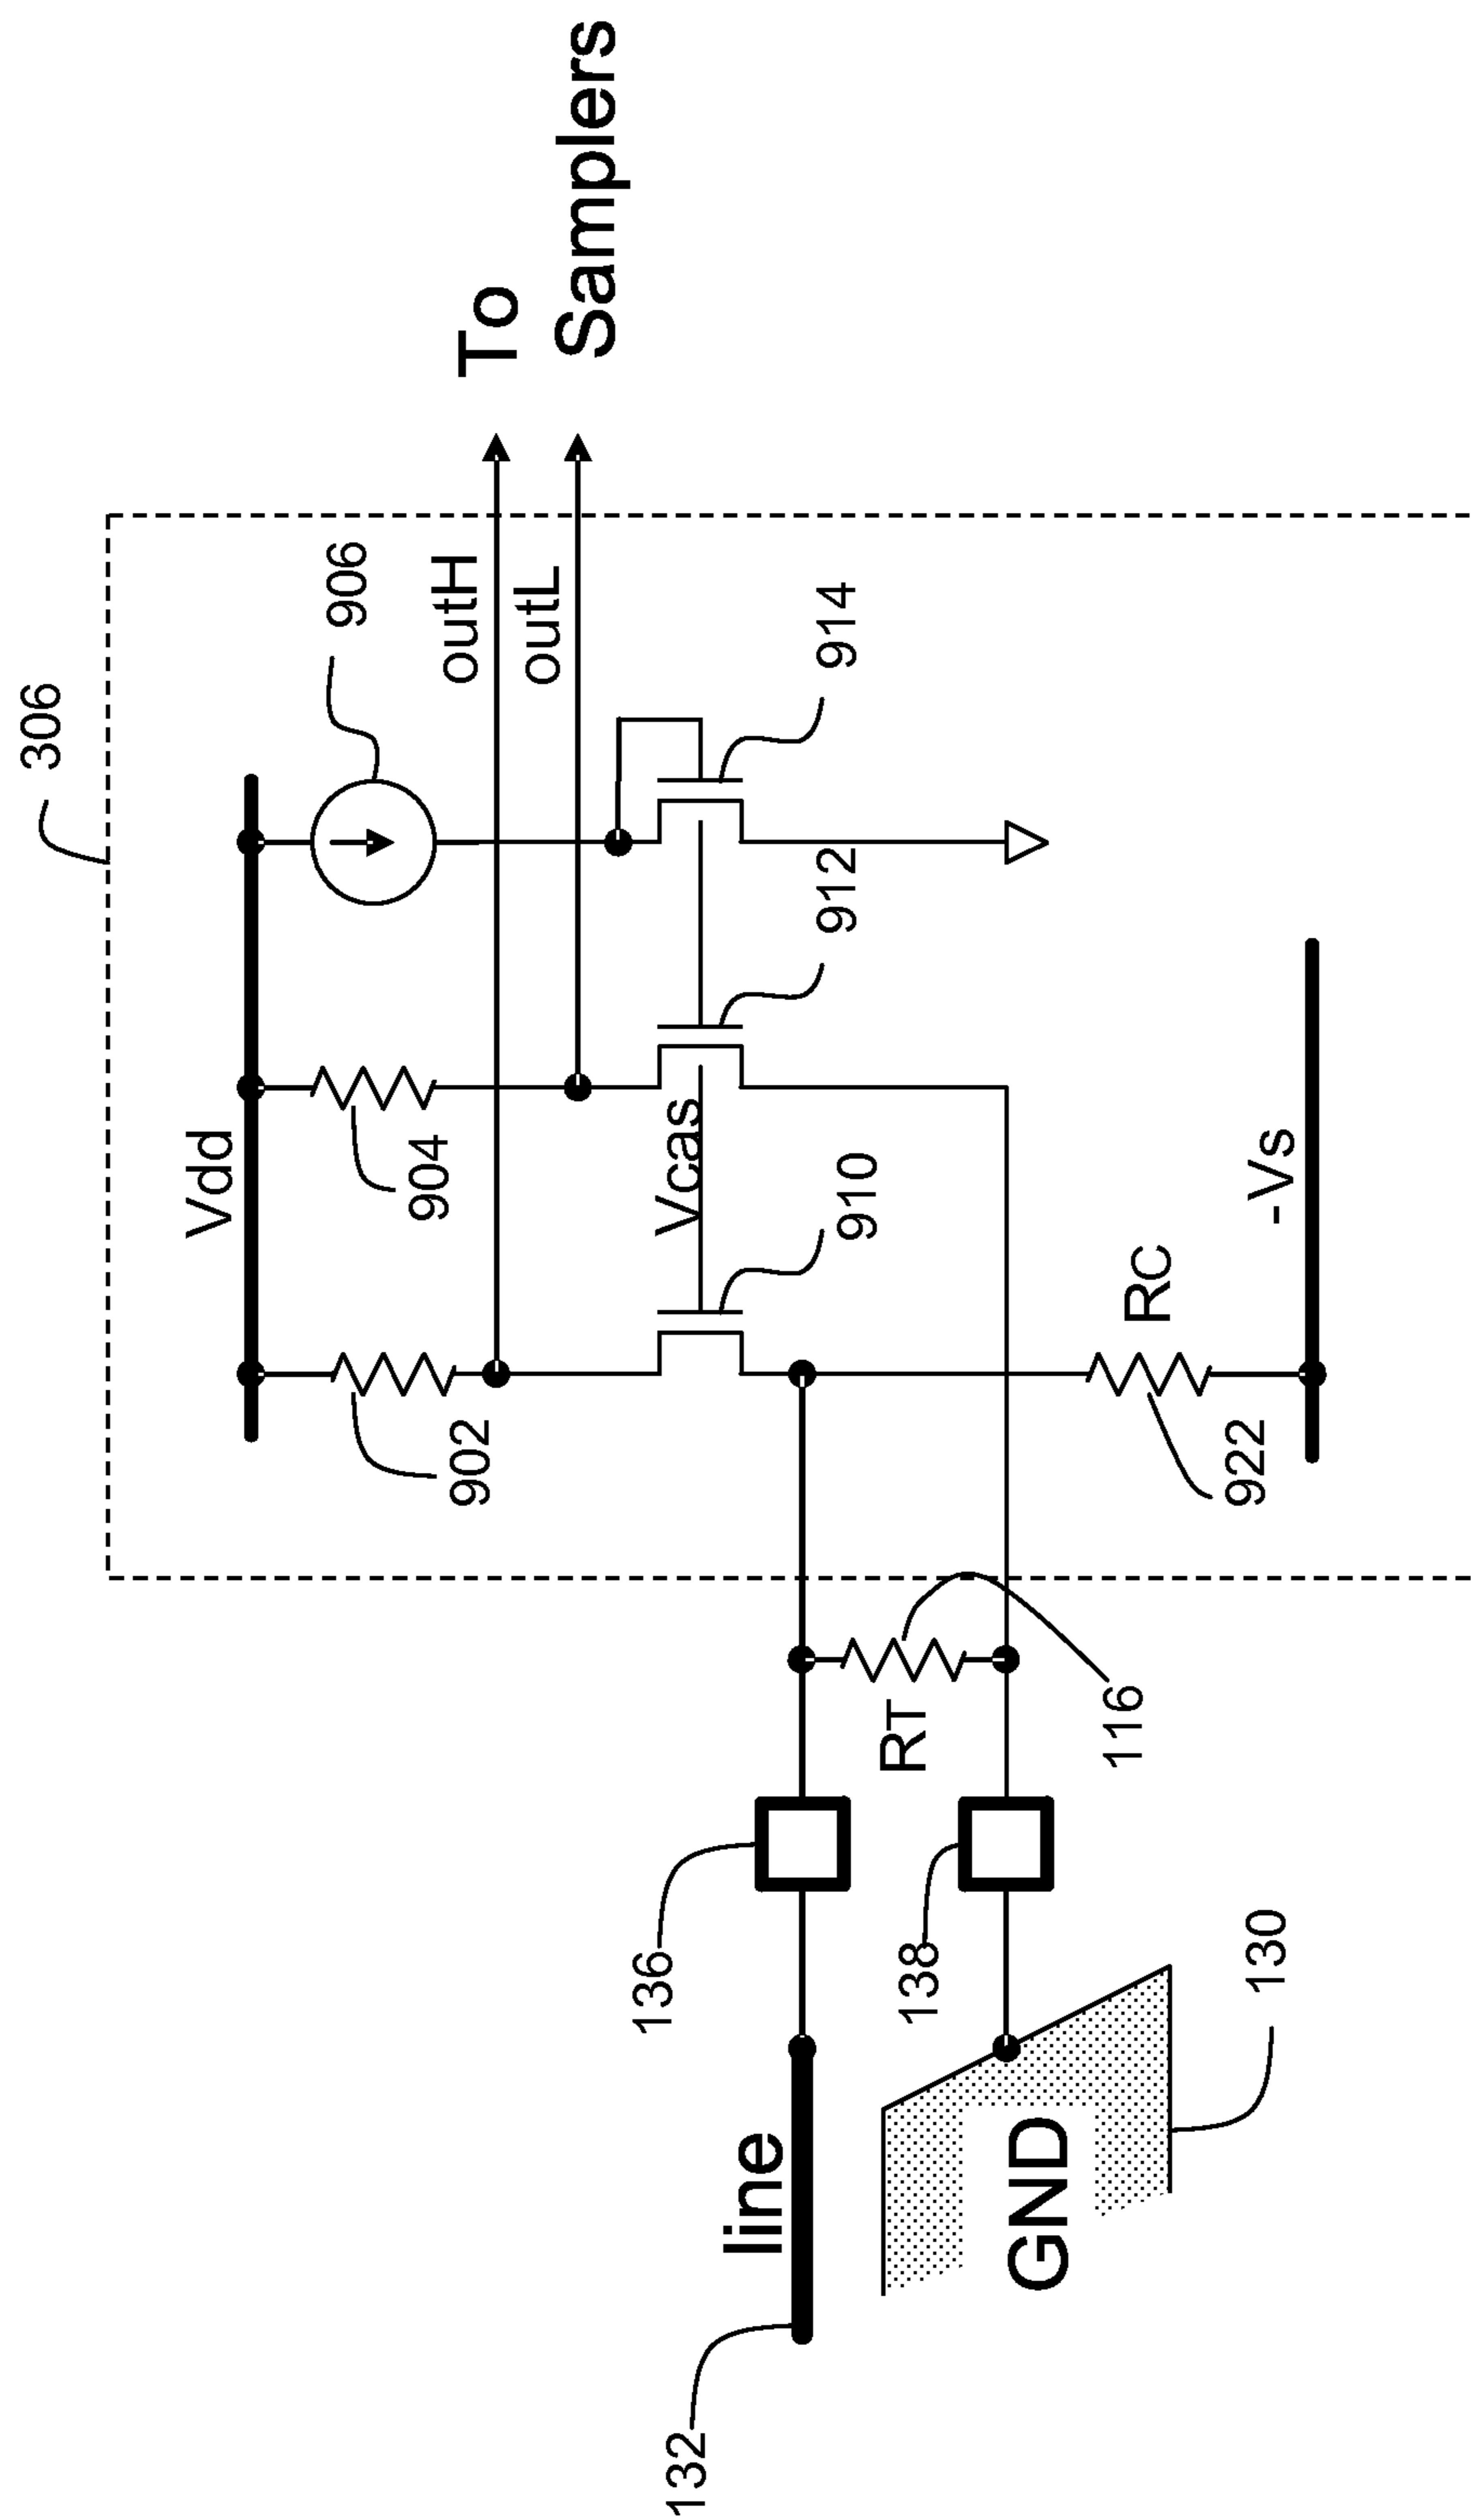 306
Vdd
906
To
Samplers
outH
outL
904
902
Vcas
914
912
910
RC
-Vs
922
RT
116
136
138
line
132
GND
130